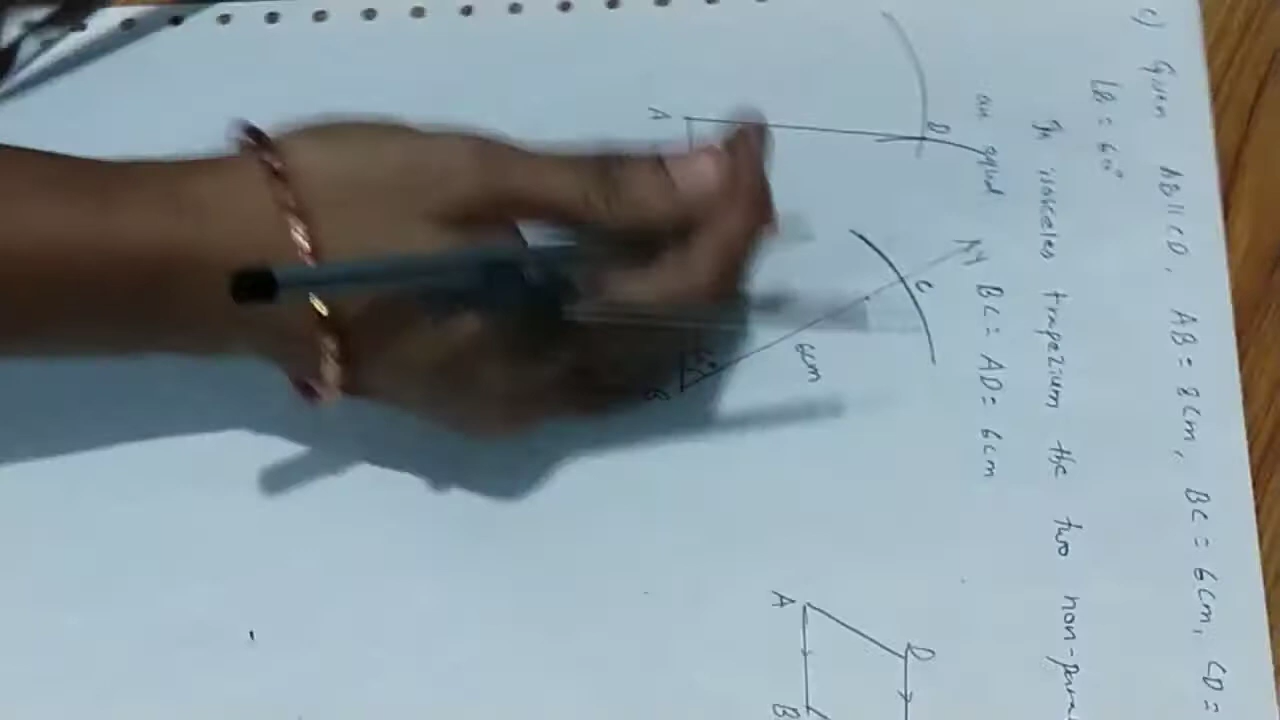 c) Given AB || CD, AB = 8cm, BC = 6cm, CD =
∠B = 60°
In isosceles trapezium the two non-para
are equal BC = AD = 6cm
D
C
6cm
A
B
D
A
B